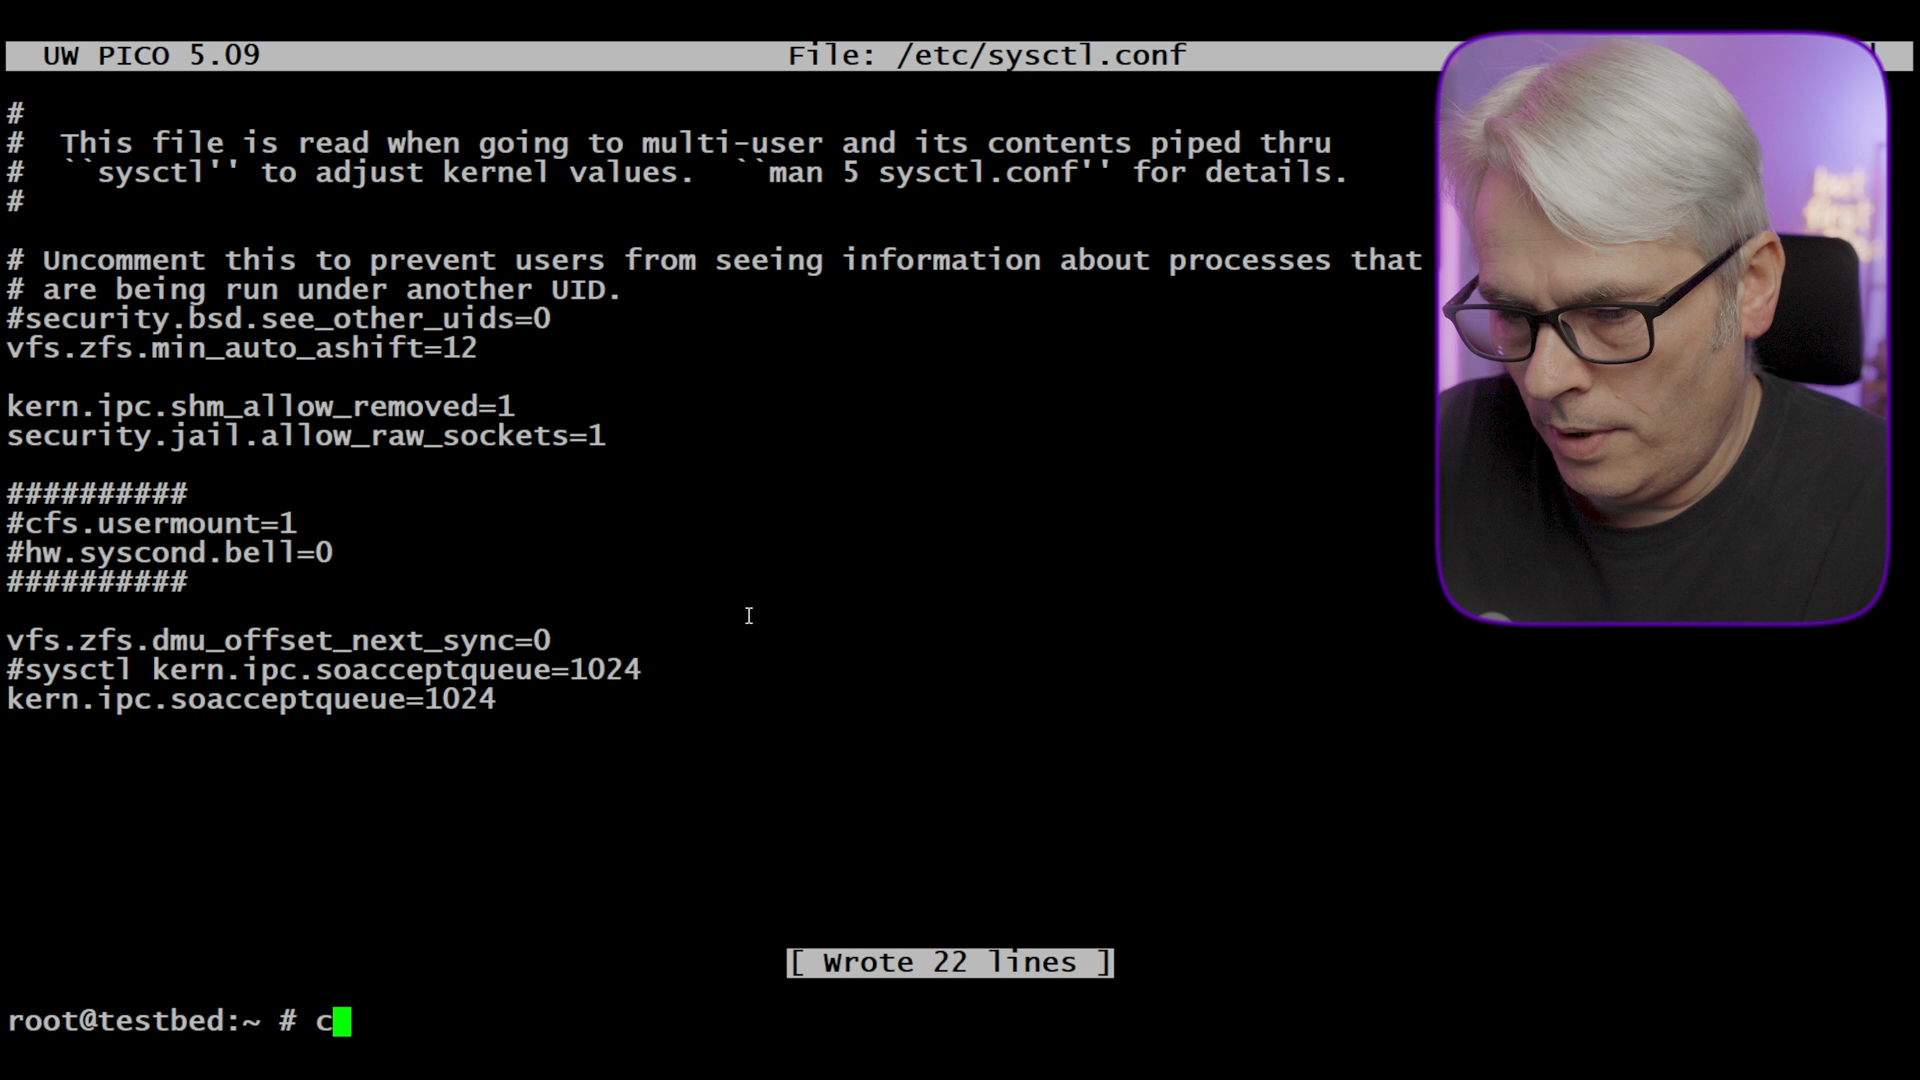 UW PICO 5.09 File: /etc/sysctl.conf
#
# This file is read when going to multi-user and its contents piped thru
# ``sysctl'' to adjust kernel values. ``man 5 sysctl.conf'' for details.
#
# Uncomment this to prevent users from seeing information about processes that
# are being run under another UID.
#security.bsd.see_other_uids=0
vfs.zfs.min_auto_ashift=12
kern.ipc.shm_allow_removed=1
security.jail.allow_raw_sockets=1
##########
#cfs.usermount=1
#hw.syscond.bell=0
##########
vfs.zfs.dmu_offset_next_sync=0
#sysctl kern.ipc.soacceptqueue=1024
kern.ipc.soacceptqueue=1024
[ Wrote 22 lines ]
root@testbed:~ # c